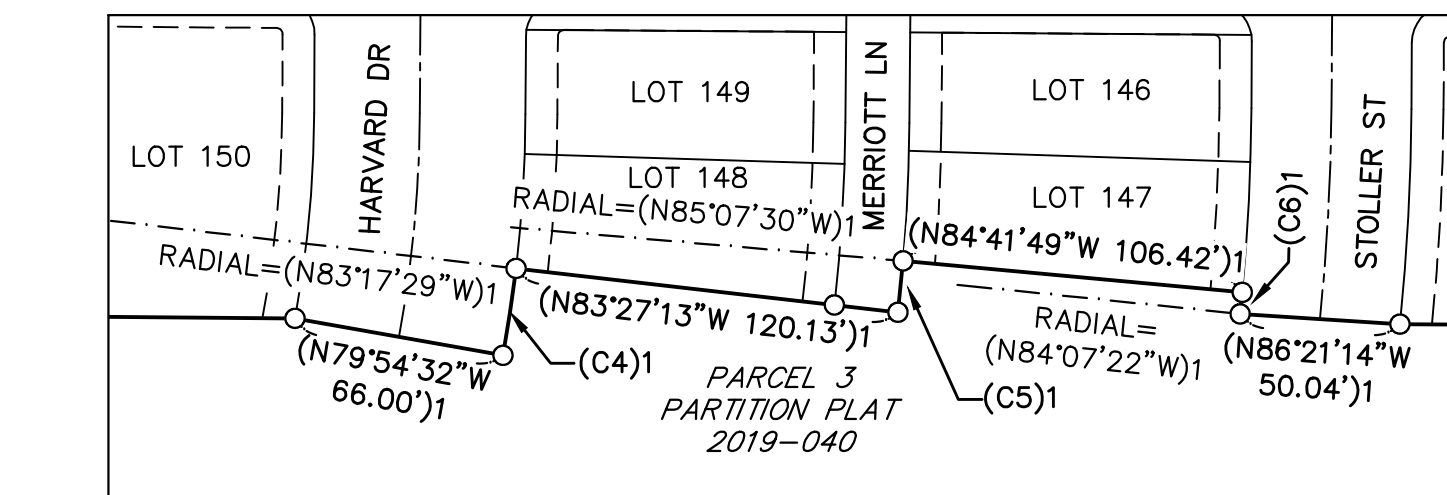 LOT 150
HARVARD DR
LOT 149
LOT 148
MERRIOTT LN
LOT 146
LOT 147
STOLLER ST
RADIAL=(N85°07'30"W)1
RADIAL=(N83°17'29"W)1
(N84°41'49"W 106.42')1
(C6)1
(N83°27'13"W 120.13')1
RADIAL=
(N84°07'22"W)1
(N79°54'32"W
66.00')1
(C4)1
(N86°21'14"W
50.04')1
PARCEL 3
PARTITION PLAT
2019-040
(C5)1